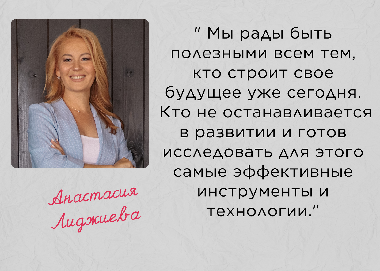 " Мы рады быть
полезными всем тем,
кто строит свое
будущее уже сегодня.
Кто не останавливается
в развитии и готов
исследовать для этого
самые эффективные
инструменты и
технологии."
Анастасия
Лиджиева